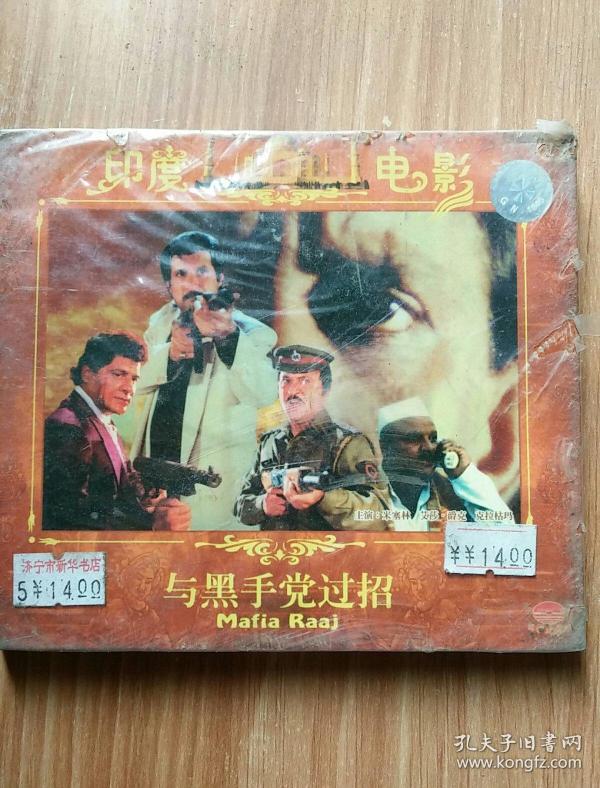 印度 电影
主演：米塞林 艾莎 爵克 克拉枯玛
济宁市新华书店
5¥14.00
¥¥14.00
与黑手党过招
Mafia Raaj
孔夫子旧书网
www.kongfz.com